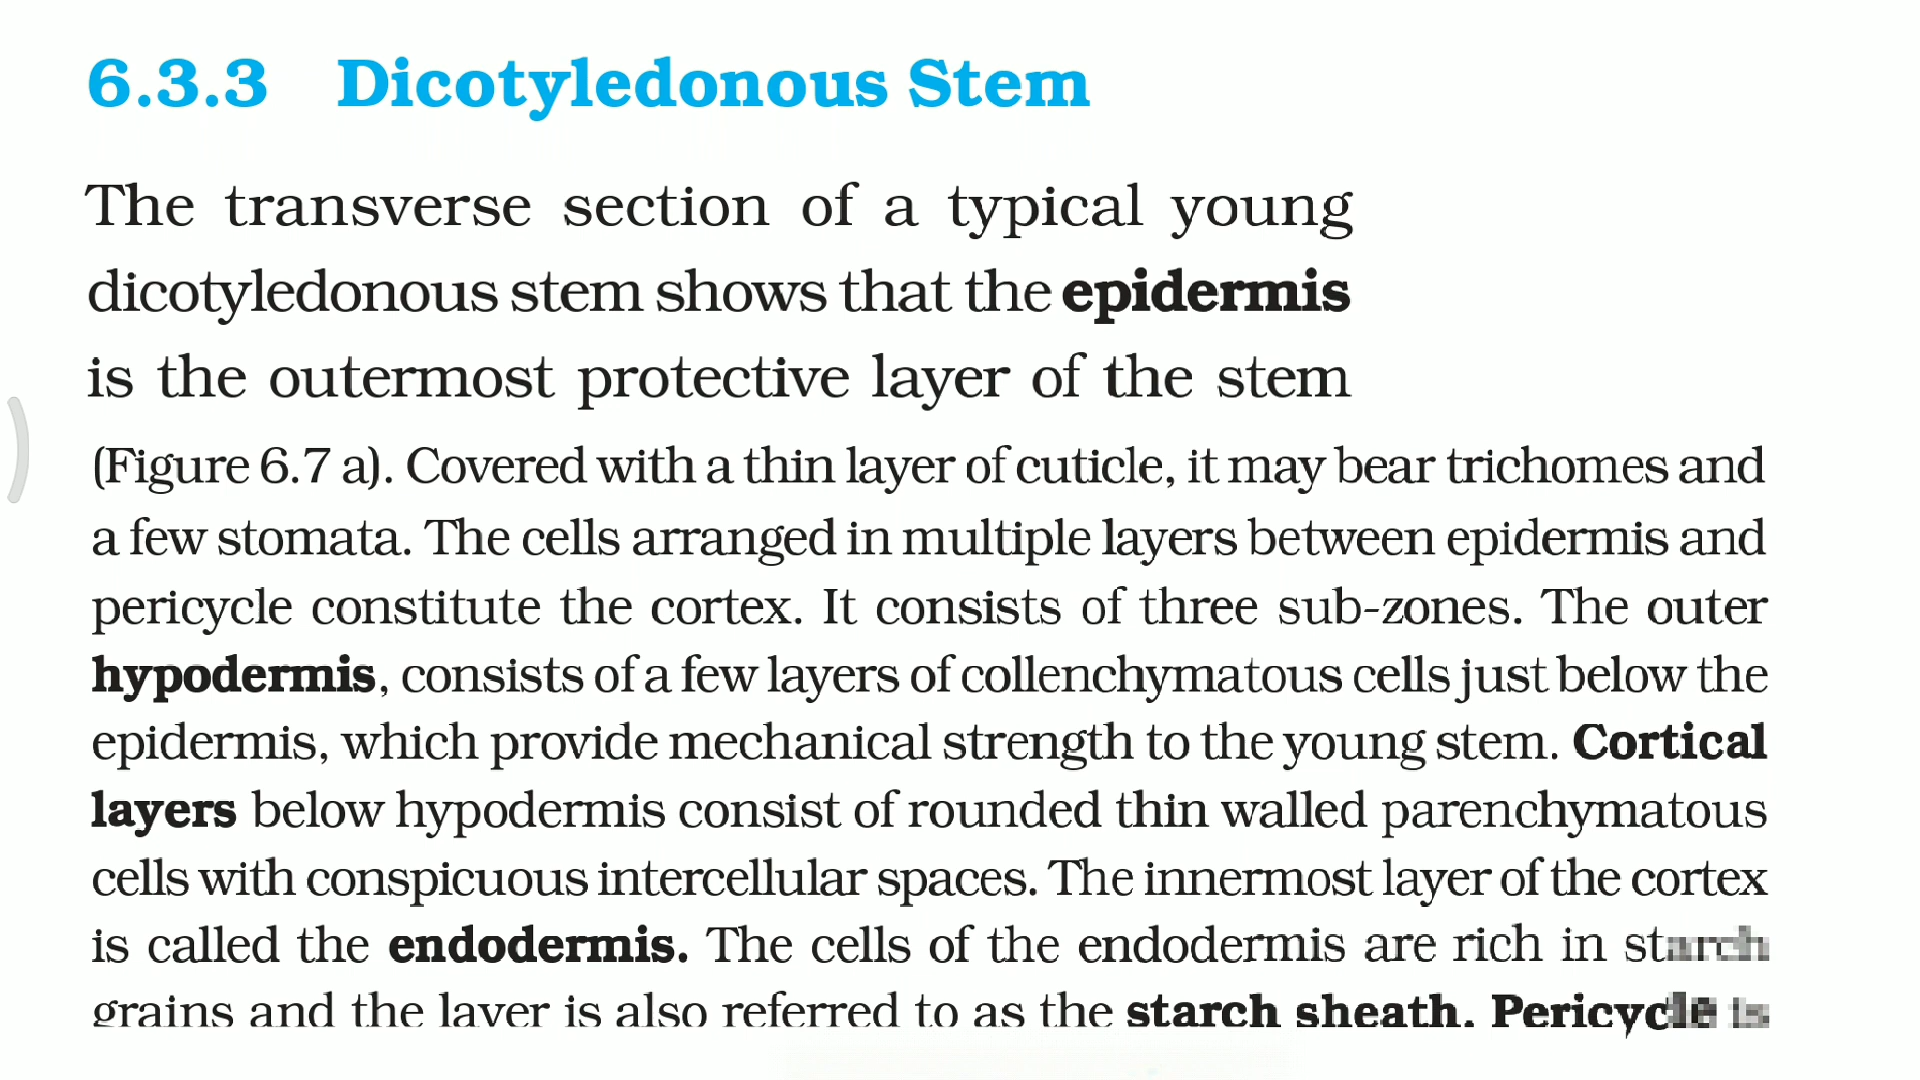 6.3.3 Dicotyledonous Stem
The transverse section of a typical young
dicotyledonous stem shows that the epidermis
is the outermost protective layer of the stem
(Figure 6.7 a). Covered with a thin layer of cuticle, it may bear trichomes and
a few stomata. The cells arranged in multiple layers between epidermis and
pericycle constitute the cortex. It consists of three sub-zones. The outer
hypodermis, consists of a few layers of collenchymatous cells just below the
epidermis, which provide mechanical strength to the young stem. Cortical
layers below hypodermis consist of rounded thin walled parenchymatous
cells with conspicuous intercellular spaces. The innermost layer of the cortex
is called the endodermis. The cells of the endodermis are rich in starch
grains and the layer is also referred to as the starch sheath. Pericycle is